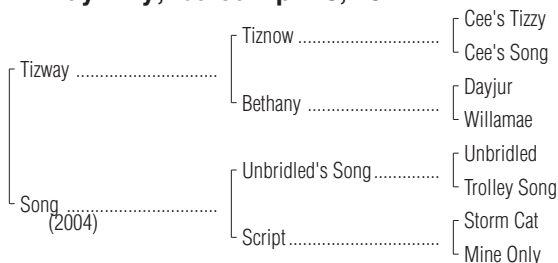 Cee's Tizzy
Tiznow ................................
Cee's Song
Tizway ................................
Dayjur
Bethany ..............................
Willamae
Unbridled
Unbridled's Song...............
Trolley Song
Song ..................................
(2004)
Storm Cat
Script...................................
Mine Only